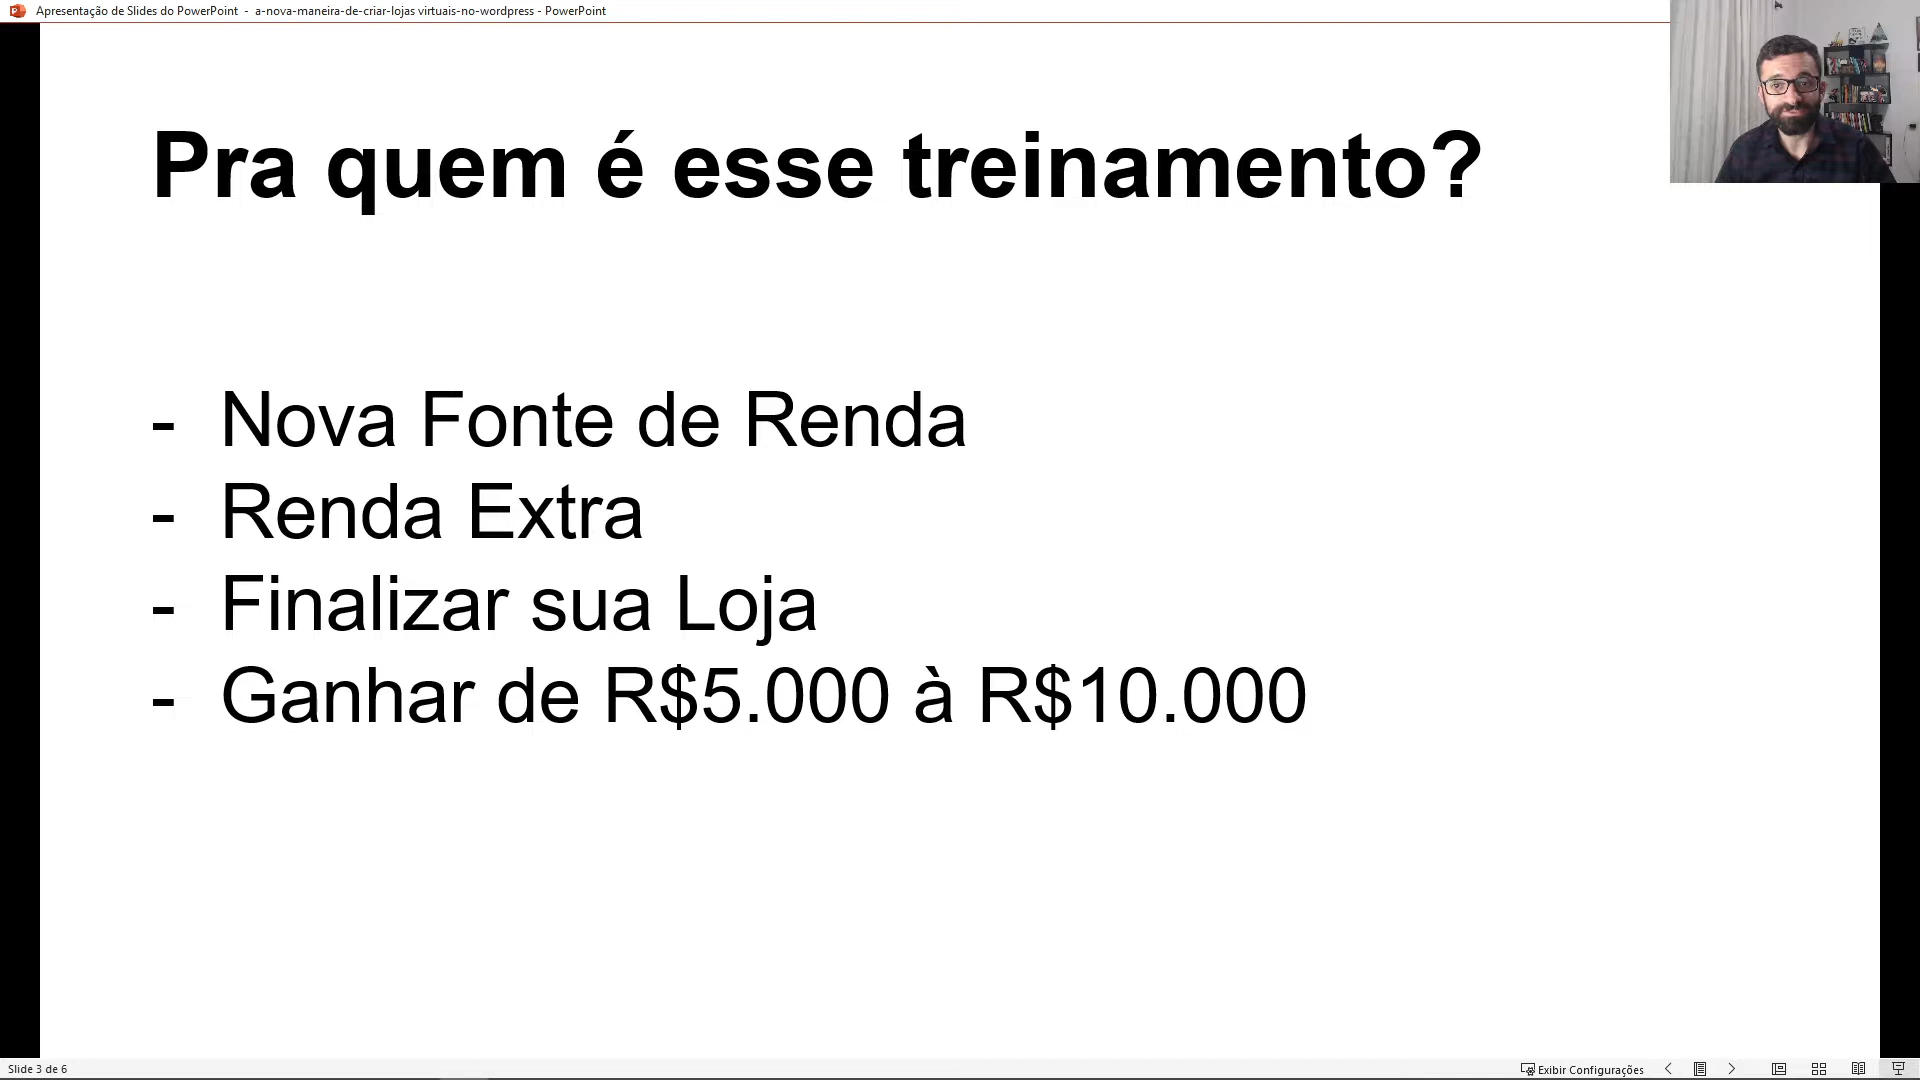 Apresentação de Slides do PowerPoint - a-nova-maneira-de-criar-lojas virtuais-no-wordpress - PowerPoint
Pra quem é esse treinamento?
- Nova Fonte de Renda
- Renda Extra
- Finalizar sua Loja
- Ganhar de R$5.000 à R$10.000
Slide 3 de 6
Exibir Configurações